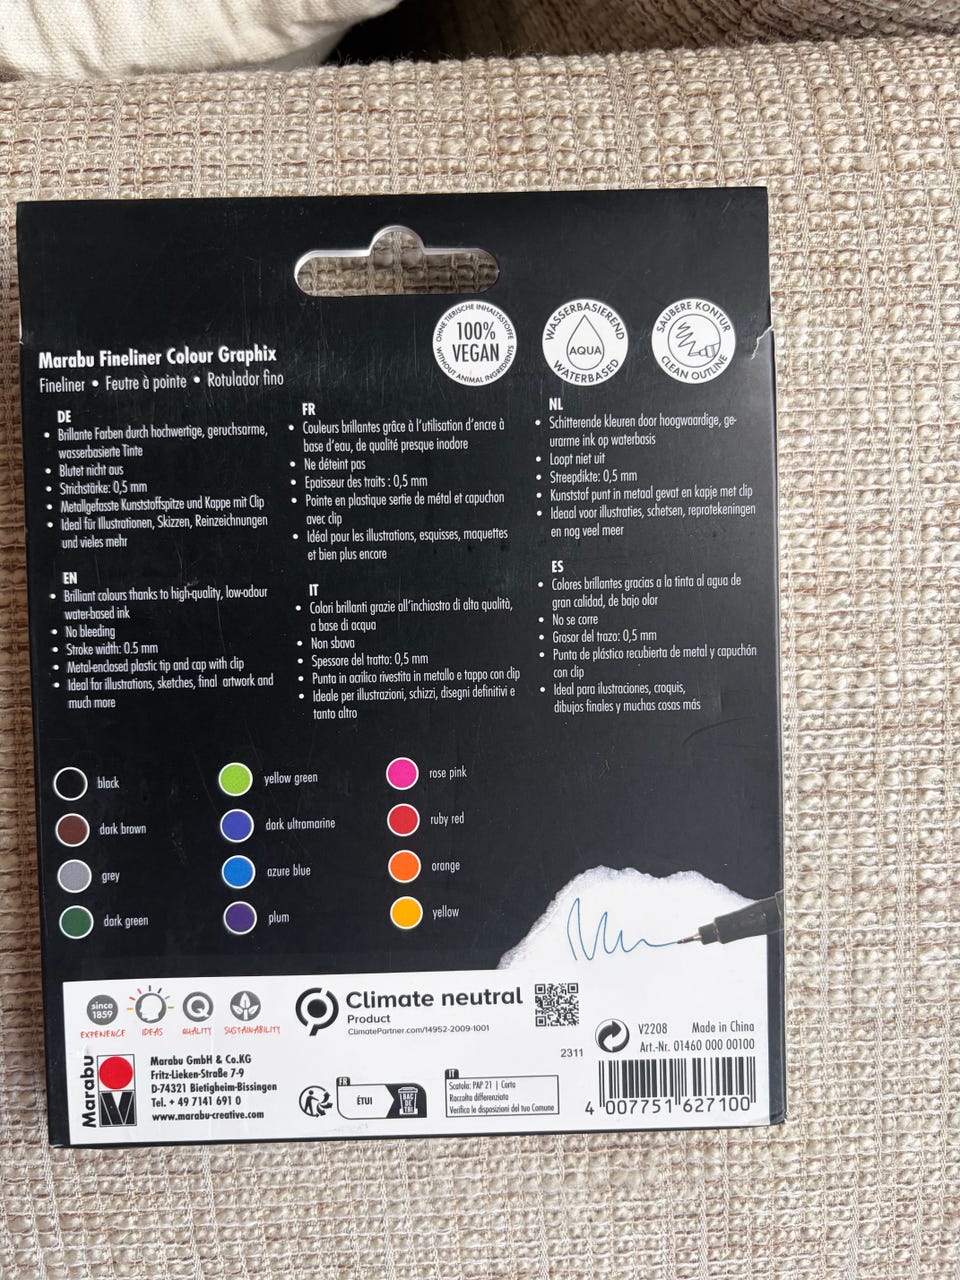 OHNE TIERISCHE INHALTSSTOFFE
100%
VEGAN
WITHOUT ANIMAL INGREDIENTS
WASSERBASIEREND
AQUA
WATERBASED
SAUBERE KONTUR
CLEAN OUTLINE
Marabu Fineliner Colour Graphix
Fineliner • Feutre à pointe • Rotulador fino
DE
• Brillante Farben durch hochwertige, geruchsarme,
wasserbasierte Tinte
• Blutet nicht aus
• Strichstärke: 0,5 mm
• Metallgefasste Kunststoffspitze und Kappe mit Clip
• Ideal für Illustrationen, Skizzen, Reinzeichnungen
und vieles mehr
EN
• Brilliant colours thanks to high-quality, low-odour
water-based ink
• No bleeding
• Stroke width: 0.5 mm
• Metal-enclosed plastic tip and cap with clip
• Ideal for illustrations, sketches, final artwork and
much more
FR
• Couleurs brillantes grâce à l'utilisation d'encre à
base d'eau, de qualité presque inodore
• Ne déteint pas
• Epaisseur des traits : 0,5 mm
• Pointe en plastique sertie de métal et capuchon
avec clip
• Idéal pour les illustrations, esquisses, maquettes
et bien plus encore
IT
• Colori brillanti grazie all'inchiostro di alta qualità,
a base di acqua
• Non sbava
• Spessore del tratto: 0,5 mm
• Punta in acrilico rivestita in metallo e tappo con clip
• Ideale per illustrazioni, schizzi, disegni definitivi e
tanto altro
NL
• Schitterende kleuren door hoogwaardige, ge-
urarme ink op waterbasis
• Loopt niet uit
• Streepdikte: 0,5 mm
• Kunststof punt in metaal gevat en kapje met clip
• Ideaal voor illustraties, schetsen, reprotekeningen
en nog veel meer
ES
• Colores brillantes gracias a la tinta al agua de
gran calidad, de bajo olor
• No se corre
• Grosor del trazo: 0,5 mm
• Punta de plástico recubierta de metal y capuchón
con clip
• Ideal para ilustraciones, croquis,
dibujos finales y muchas cosas más
black
dark brown
grey
dark green
yellow green
dark ultramarine
azure blue
plum
rose pink
ruby red
orange
yellow
since
1859
EXPERIENCE
IDEAS
QUALITY
SUSTAINABILITY
Climate neutral
Product
ClimatePartner.com/14952-2009-1001
2311
V2208 Made in China
Art.-Nr. 01460 000 00100
Marabu
Marabu GmbH & Co.KG
Fritz-Lieken-Straße 7-9
D-74321 Bietigheim-Bissingen
Tel. + 49 7141 691 0
www.marabu-creative.com
FR
ÉTUI
BAC
DE
TRI
IT
Scatola: PAP 21 | Carta
Raccolta differenziata
Verifica le disposizioni del tuo Comune
4 007751 627100